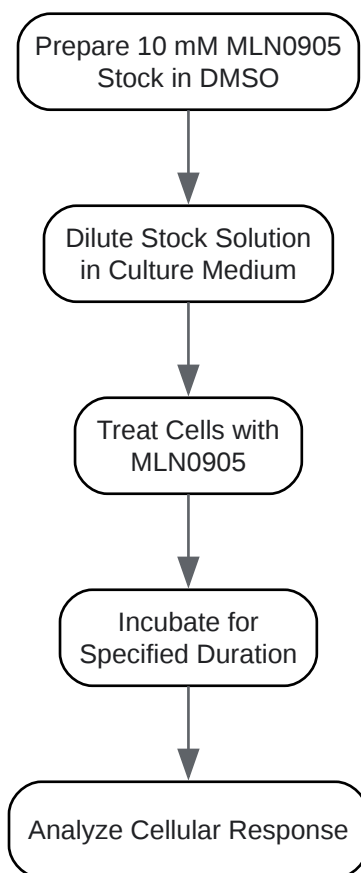 Prepare 10 mM MLN0905
Stock in DMSO
Dilute Stock Solution
in Culture Medium
Treat Cells with
MLN0905
Incubate for
Specified Duration
Analyze Cellular Response